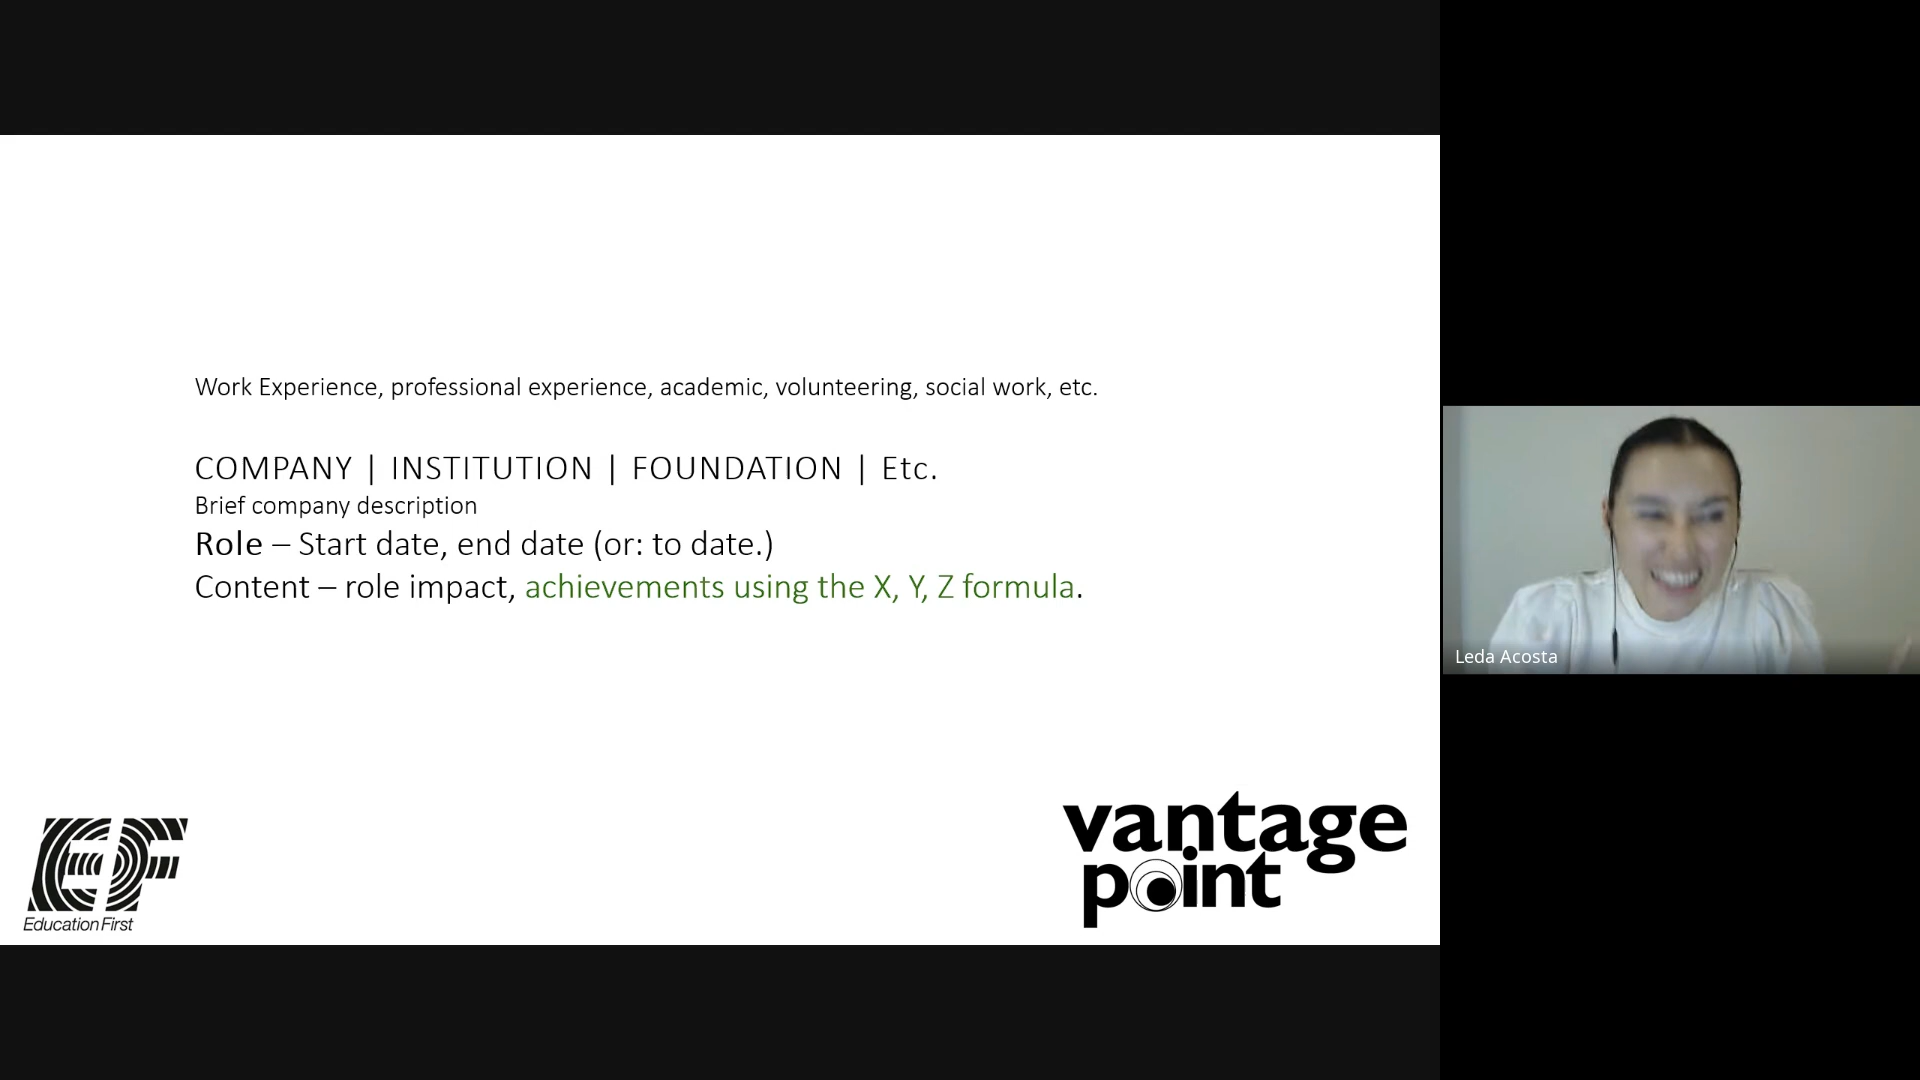 Work Experience, professional experience, academic, volunteering, social work, etc.
COMPANY | INSTITUTION | FOUNDATION | Etc.
Brief company description
Role – Start date, end date (or: to date.)
Content – role impact, achievements using the X, Y, Z formula.
EF
Education First
vantage
point
Leda Acosta